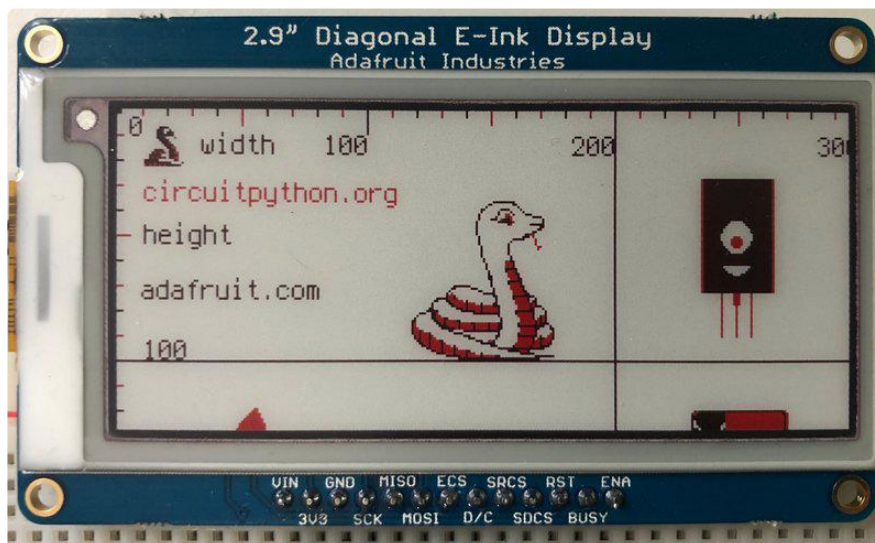 2.9” Diagonal E-Ink Display
Adafruit Industries
0 width 100 200 300
circuitpython.org
height
adafruit.com
100
VIN GND MISO ECS SRCS RST ENA
3V3 SCK MOSI D/C SDCS BUSY